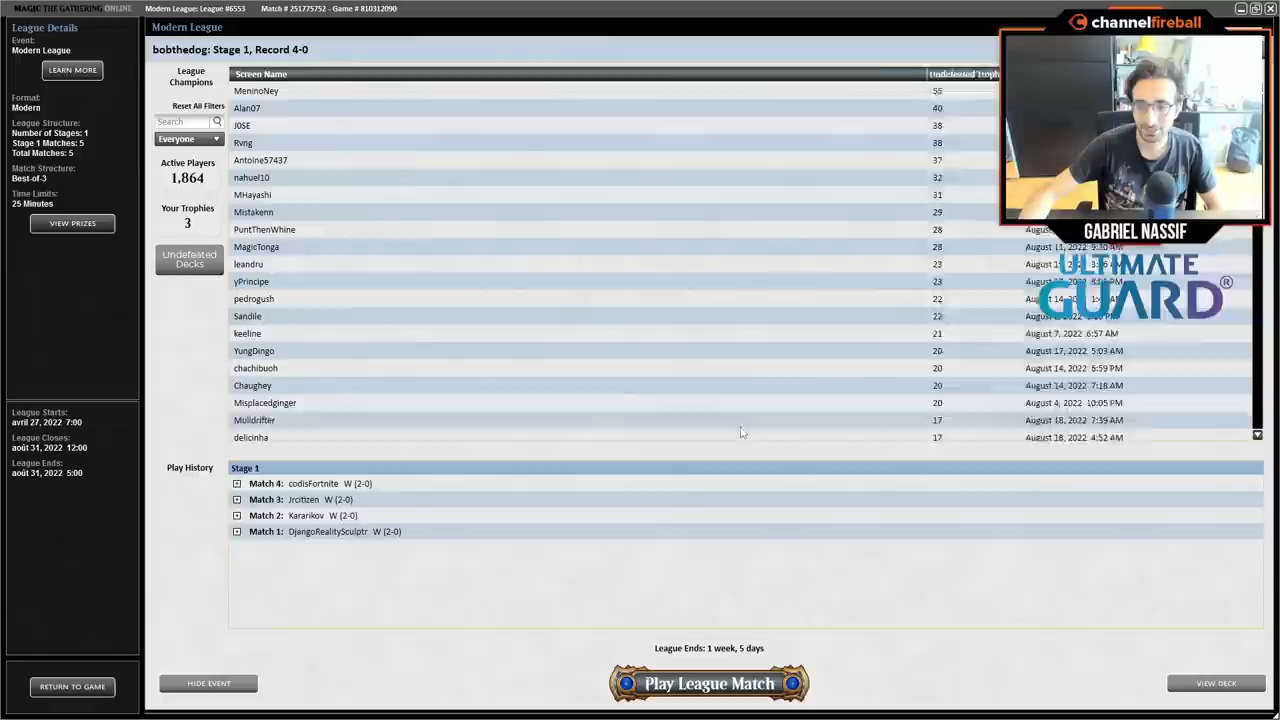 MAGIC THE GATHERING ONLINE
Modern League: League #6553
Match # 251775752 - Game # 810312090
League Details
Event:
Modern League
LEARN MORE
Format:
Modern
League Structure:
Number of Stages: 1
Stage 1 Matches: 5
Total Matches: 5
Match Structure:
Best-of-3
Time Limits:
25 Minutes
VIEW PRIZES
League Starts:
avril 27, 2022 7:00
League Closes:
août 31, 2022 12:00
League Ends:
août 31, 2022 5:00
RETURN TO GAME
Modern League
bobthedog: Stage 1, Record 4-0
League
Champions
Reset All Filters
Search
Everyone
Active Players
1,864
Your Trophies
3
Undefeated
Decks
Screen Name
Undefeated
MeninoNey 55
Alan07 40
J0SE 38
Rvng 38
Antoine57437 37
nahuel10 32
MHayashi 31
Mistakenn 29
PuntThenWhine 28
MagicTonga 28
leandru 23
yPrincipe 23
pedrogush 22
Sandile 22
keeline 21 August 7, 2022 6:57 AM
YungDingo 20 August 17, 2022 5:03 AM
chachibuoh 20 August 14, 2022 6:59 PM
Chaughey 20 August 14, 2022 7:18 AM
Misplacedginger 20 August 4, 2022 10:05 PM
Mulldrifter 17 August 18, 2022 7:39 AM
delicinha 17 August 18, 2022 4:52 AM
channelfireball
GABRIEL NASSIF
ULTIMATE
GUARD®
Play History
Stage 1
Match 4: codisFortnite W (2-0)
Match 3: Jrcitizen W (2-0)
Match 2: Kararikov W (2-0)
Match 1: DjangoRealitySculptr W (2-0)
League Ends: 1 week, 5 days
HIDE EVENT
Play League Match
VIEW DECK